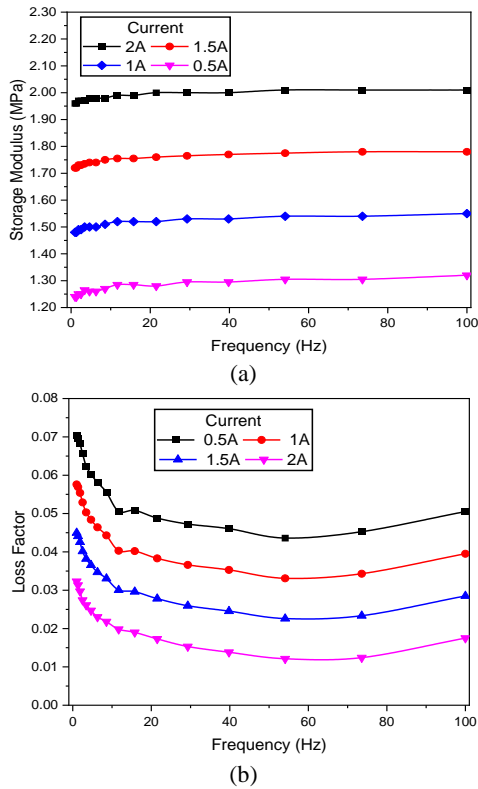 2.30
2.20
2.10
2.00
1.90
1.80
1.70
1.60
1.50
1.40
1.30
1.20
Storage Modulus (MPa)
Current
2A 1.5A
1A 0.5A
0 20 40 60 80 100
Frequency (Hz)
(a)
0.08
0.07
0.06
0.05
0.04
0.03
0.02
0.01
0.00
Loss Factor
Current
0.5A 1A
1.5A 2A
0 20 40 60 80 100
Frequency (Hz)
(b)